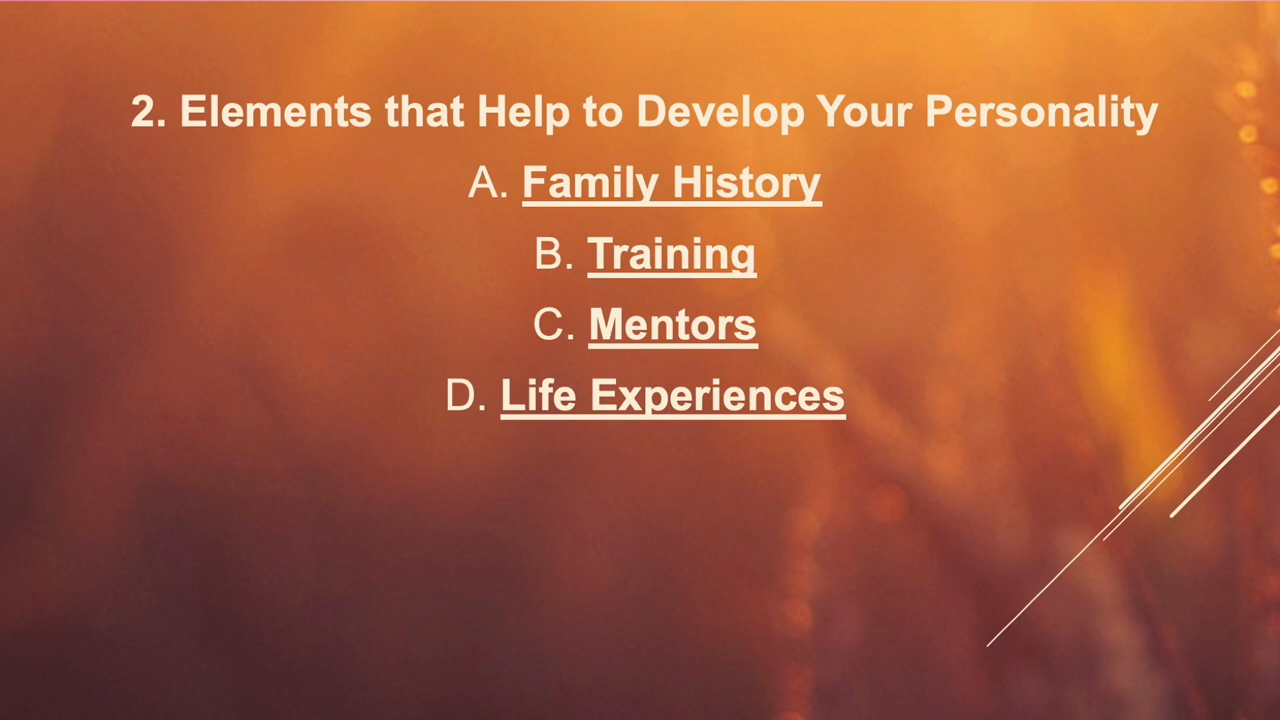 2. Elements that Help to Develop Your Personality
A. Family History
B. Training
C. Mentors
D. Life Experiences